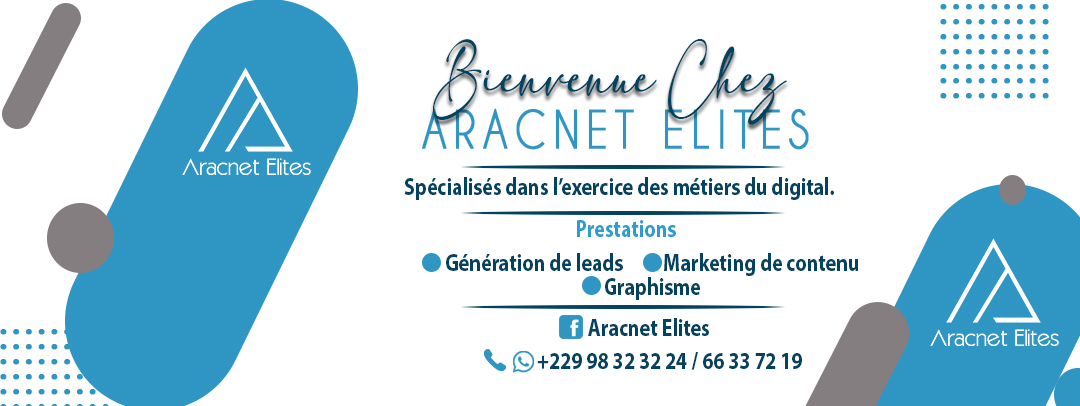 Aracnet Elites
Bienvenue Chez
ARACNET ELITES
Spécialisés dans l'exercice des métiers du digital.
Prestations
Génération de leads Marketing de contenu
Graphisme
Aracnet Elites
+229 98 32 32 24 / 66 33 72 19
Aracnet Elites